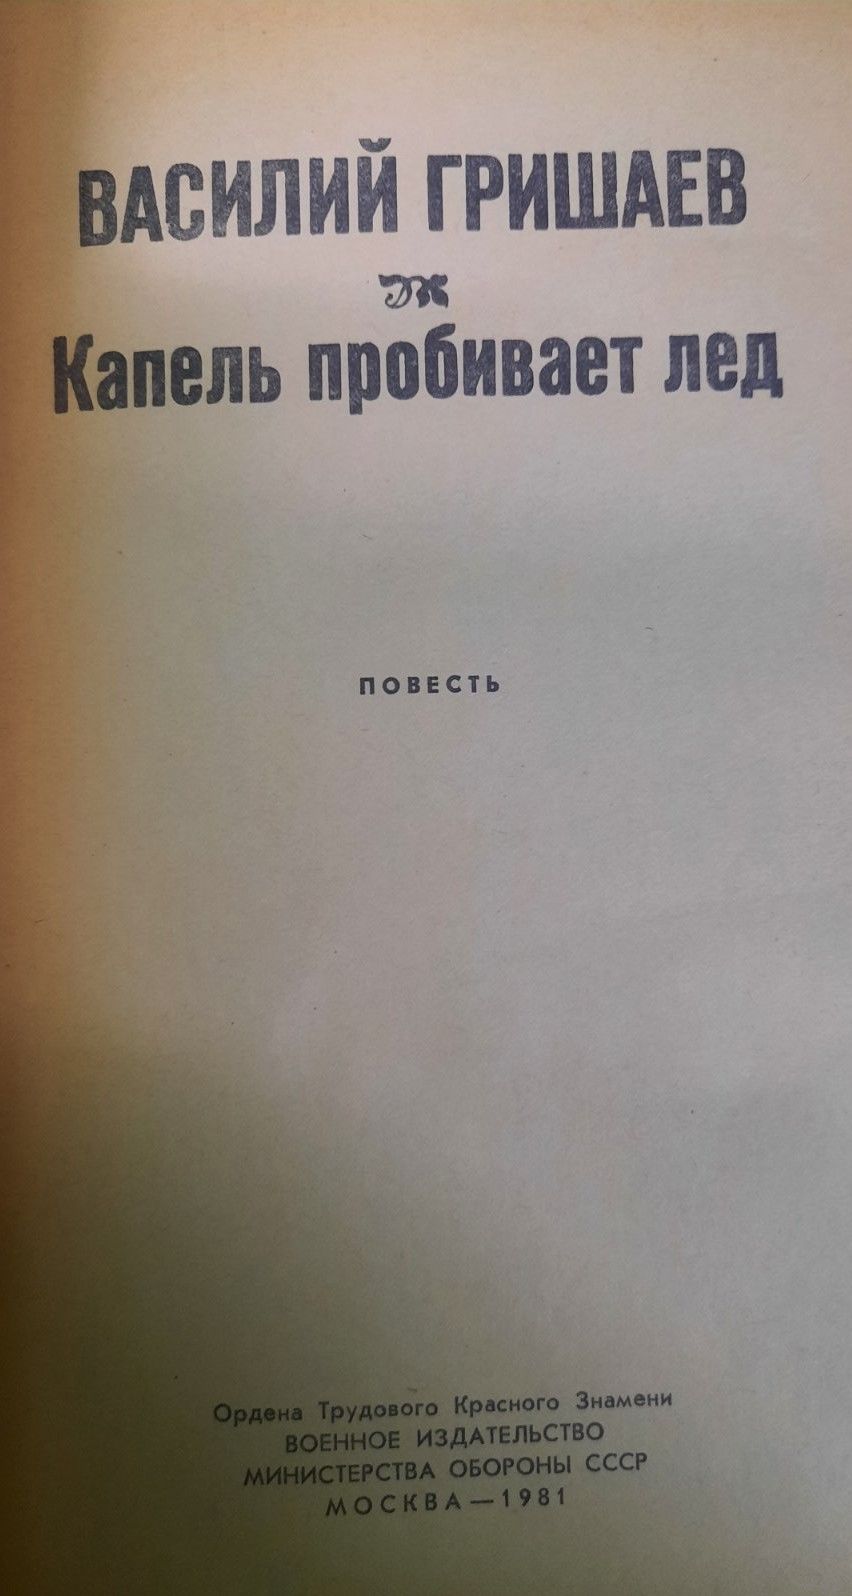 ВАСИЛИЙ ГРИШАЕВ
Капель пробивает лед
ПОВЕСТЬ
Ордена Трудового Красного Знамени
ВОЕННОЕ ИЗДАТЕЛЬСТВО
МИНИСТЕРСТВА ОБОРОНЫ СССР
МОСКВА — 1981